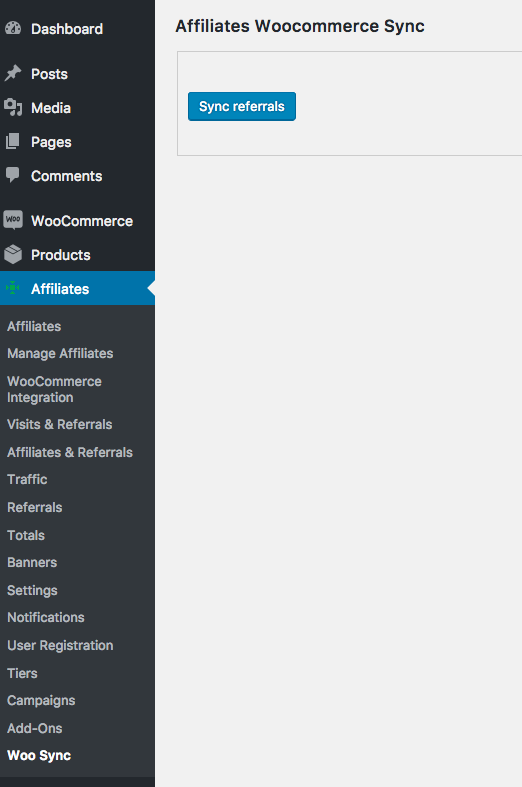 Dashboard
Posts
Media
Pages
Comments
WOO WooCommerce
Products
Affiliates
Affiliates
Manage Affiliates
WooCommerce
Integration
Visits & Referrals
Affiliates & Referrals
Traffic
Referrals
Totals
Banners
Settings
Notifications
User Registration
Tiers
Campaigns
Add-Ons
Woo Sync
Affiliates Woocommerce Sync
Sync referrals